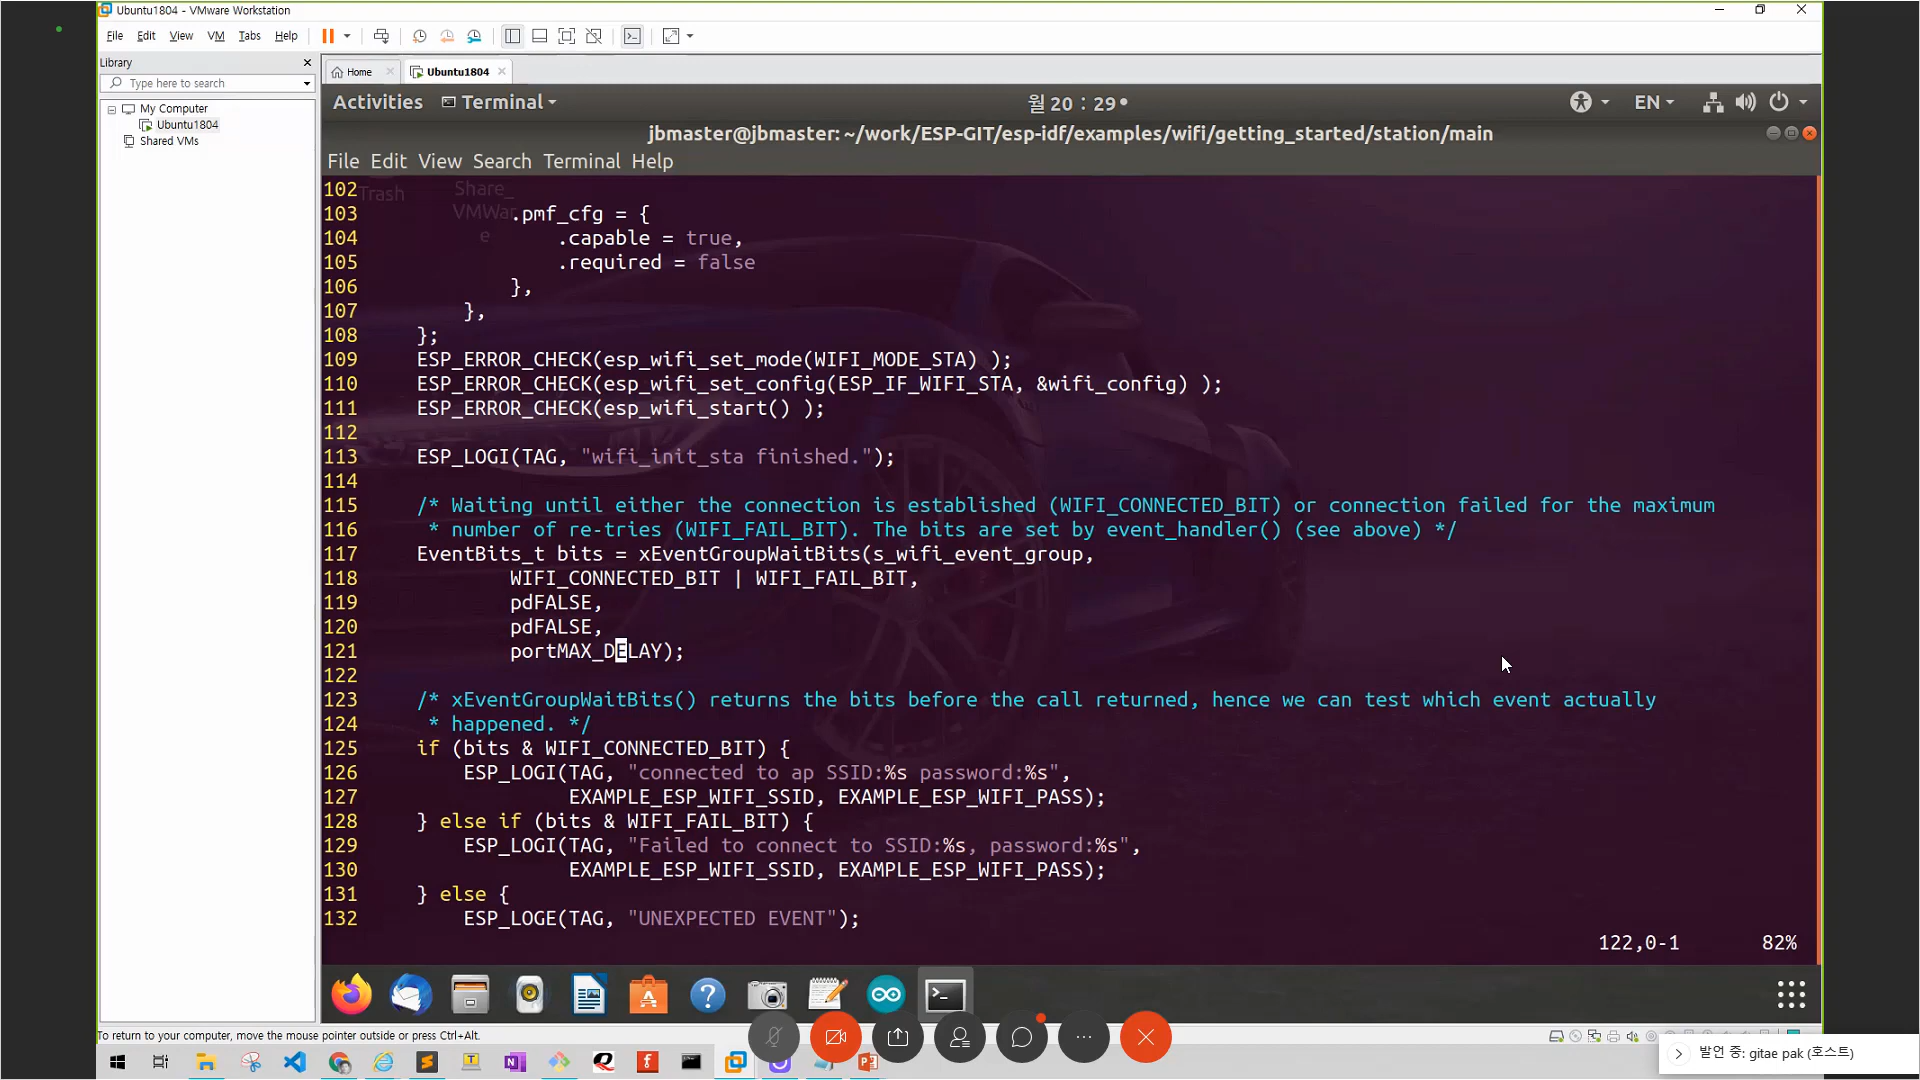 Ubuntu1804 - VMware Workstation
File Edit View VM Tabs Help
Library
Type here to search
My Computer
Ubuntu1804
Shared VMs
Home
Ubuntu1804
Activities
Terminal
월 20 : 29
EN
jbmaster@jbmaster: ~/work/ESP-GIT/esp-idf/examples/wifi/getting_started/station/main
File Edit View Search Terminal Help
Trash
Share_
VMWar
e
102
103 .pmf_cfg = {
104 .capable = true,
105 .required = false
106 },
107 },
108 };
109 ESP_ERROR_CHECK(esp_wifi_set_mode(WIFI_MODE_STA) );
110 ESP_ERROR_CHECK(esp_wifi_set_config(ESP_IF_WIFI_STA, &wifi_config) );
111 ESP_ERROR_CHECK(esp_wifi_start() );
112
113 ESP_LOGI(TAG, "wifi_init_sta finished.");
114
115 /* Waiting until either the connection is established (WIFI_CONNECTED_BIT) or connection failed for the maximum
116 * number of re-tries (WIFI_FAIL_BIT). The bits are set by event_handler() (see above) */
117 EventBits_t bits = xEventGroupWaitBits(s_wifi_event_group,
118 WIFI_CONNECTED_BIT | WIFI_FAIL_BIT,
119 pdFALSE,
120 pdFALSE,
121 portMAX_DELAY);
122
123 /* xEventGroupWaitBits() returns the bits before the call returned, hence we can test which event actually
124 * happened. */
125 if (bits & WIFI_CONNECTED_BIT) {
126 ESP_LOGI(TAG, "connected to ap SSID:%s password:%s",
127 EXAMPLE_ESP_WIFI_SSID, EXAMPLE_ESP_WIFI_PASS);
128 } else if (bits & WIFI_FAIL_BIT) {
129 ESP_LOGI(TAG, "Failed to connect to SSID:%s, password:%s",
130 EXAMPLE_ESP_WIFI_SSID, EXAMPLE_ESP_WIFI_PASS);
131 } else {
132 ESP_LOGE(TAG, "UNEXPECTED EVENT");
122,0-1 82%
To return to your computer, move the mouse pointer outside or press Ctrl+Alt.
발언 중: gitae pak (호스트)